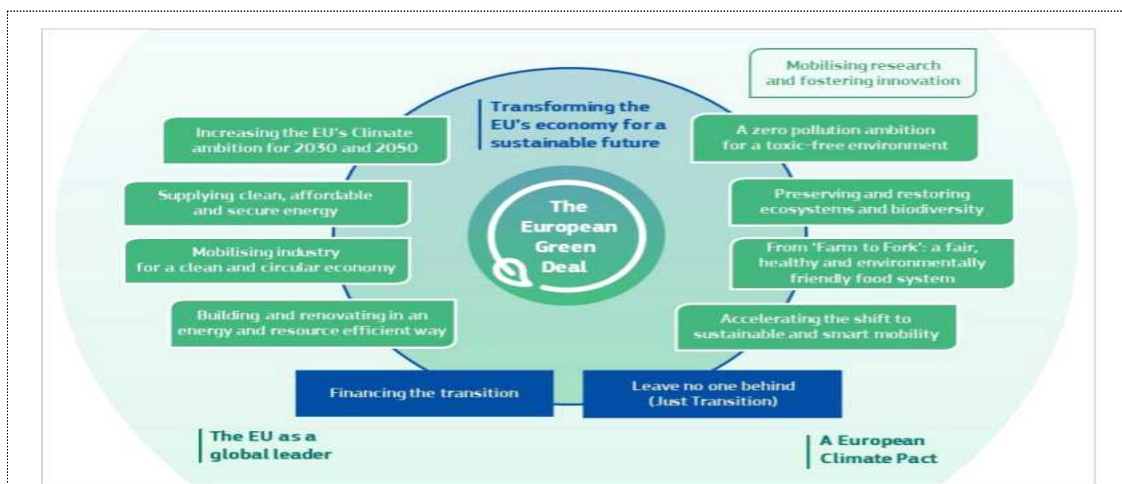 Mobilising research
and fostering innovation
Transforming the
EU's economy for a
sustainable future
Increasing the EU's Climate
ambition for 2030 and 2050
A zero pollution ambition
for a toxic-free environment
Supplying clean, affordable
and secure energy
The
European
Green
Deal
Preserving and restoring
ecosystems and biodiversity
Mobilising industry
for a clean and circular economy
From 'Farm to Fork': a fair,
healthy and environmentally
friendly food system
Building and renovating in an
energy and resource efficient way
Accelerating the shift to
sustainable and smart mobility
Financing the transition
Leave no one behind
(Just Transition)
The EU as a
global leader
A European
Climate Pact